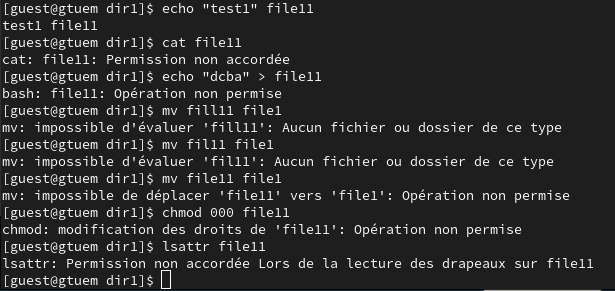 [guest@gtuem dir1]$ echo "test1" file11
test1 file11
[guest@gtuem dir1]$ cat file11
cat: file11: Permission non accordée
[guest@gtuem dir1]$ echo "dcba" > file11
bash: file11: Opération non permise
[guest@gtuem dir1]$ mv fill11 file1
mv: impossible d'évaluer 'fill11': Aucun fichier ou dossier de ce type
[guest@gtuem dir1]$ mv fil11 file1
mv: impossible d'évaluer 'fil11': Aucun fichier ou dossier de ce type
[guest@gtuem dir1]$ mv file11 file1
mv: impossible de déplacer 'file11' vers 'file1': Opération non permise
[guest@gtuem dir1]$ chmod 000 file11
chmod: modification des droits de 'file11': Opération non permise
[guest@gtuem dir1]$ lsattr file11
lsattr: Permission non accordée Lors de la lecture des drapeaux sur file11
[guest@gtuem dir1]$